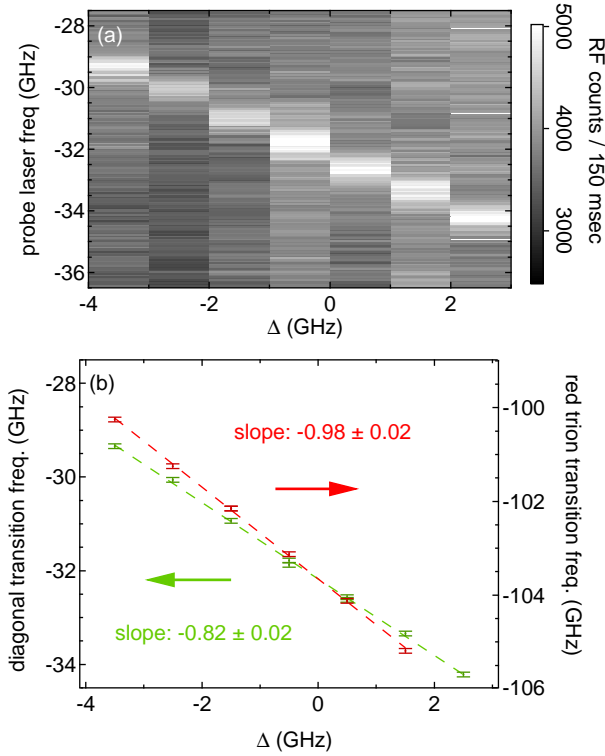 (a)
probe laser freq (GHz)
-28
-30
-32
-34
-36
-4
-2
0
2
Δ (GHz)
5000
4000
3000
RF counts / 150 msec
(b)
diagonal transition freq. (GHz)
-28
-30
-32
-34
slope: -0.98 ± 0.02
slope: -0.82 ± 0.02
-100
-102
-104
-106
red trion transition freq. (GHz)
-4
-2
0
2
Δ (GHz)